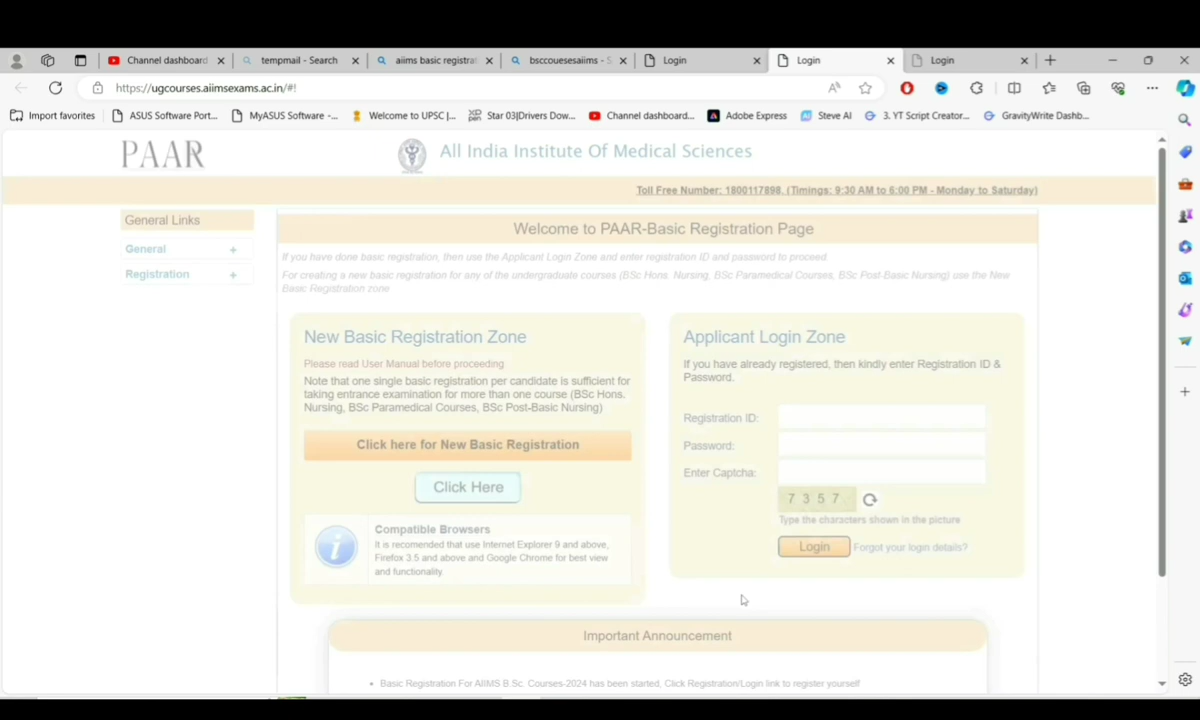 Channel dashboard
tempmail - Search
aiims basic registra
bsccouesesaiims - S
Login
Login
Login
https://ugcourses.aiimsexams.ac.in/#!
Import favorites
ASUS Software Port...
MyASUS Software -...
Welcome to UPSC |...
Star 03|Drivers Dow...
Channel dashboard...
Adobe Express
Steve AI
3. YT Script Creator...
GravityWrite Dashb...
PAAR
All India Institute Of Medical Sciences
Toll Free Number: 1800117898, (Timings: 9:30 AM to 6:00 PM - Monday to Saturday)
General Links
General +
Registration +
Welcome to PAAR-Basic Registration Page
If you have done basic registration, then use the Applicant Login Zone and enter registration ID and password to proceed.
For creating a new basic registration for any of the undergraduate courses (BSc Hons. Nursing, BSc Paramedical Courses, BSc Post-Basic Nursing) use the New
Basic Registration zone
New Basic Registration Zone
Please read User Manual before proceeding
Note that one single basic registration per candidate is sufficient for
taking entrance examination for more than one course (BSc Hons.
Nursing, BSc Paramedical Courses, BSc Post-Basic Nursing)
Click here for New Basic Registration
Click Here
Compatible Browsers
It is recomended that use Internet Explorer 9 and above,
Firefox 3.5 and above and Google Chrome for best view
and functionality
Applicant Login Zone
If you have already registered, then kindly enter Registration ID &
Password.
Registration ID:
Password:
Enter Captcha:
7 3 5 7
Type the characters shown in the picture
Login Forgot your login details?
Important Announcement
• Basic Registration For AIIMS B.Sc. Courses-2024 has been started, Click Registration/Login link to register yourself